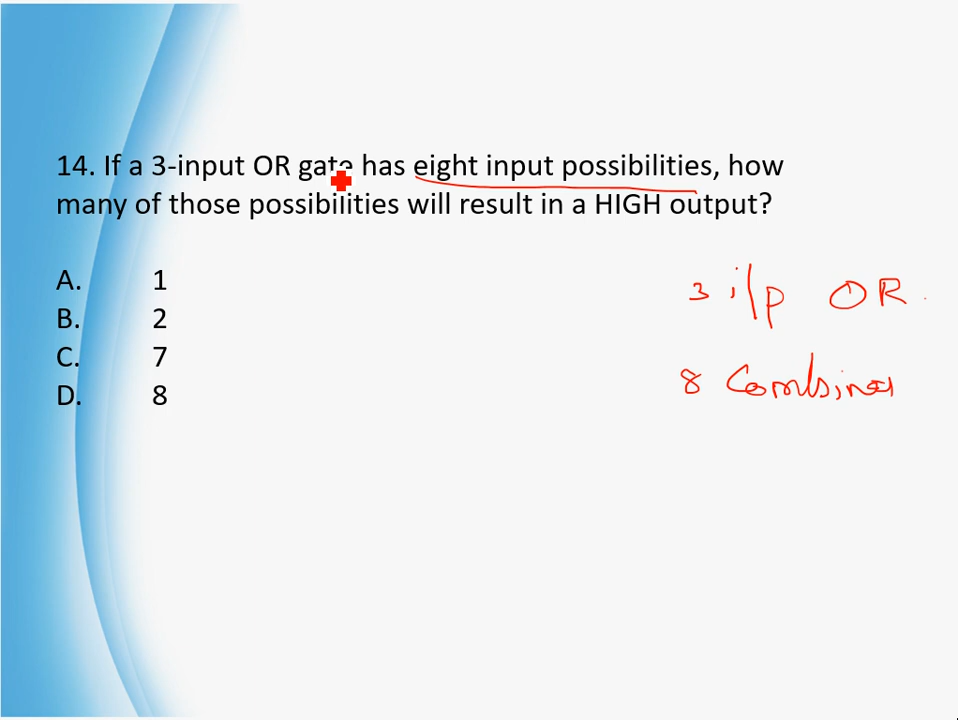 14. If a 3-input OR gate has eight input possibilities, how
many of those possibilities will result in a HIGH output?
A. 1
B. 2
C. 7
D. 8
3 i/p OR
8